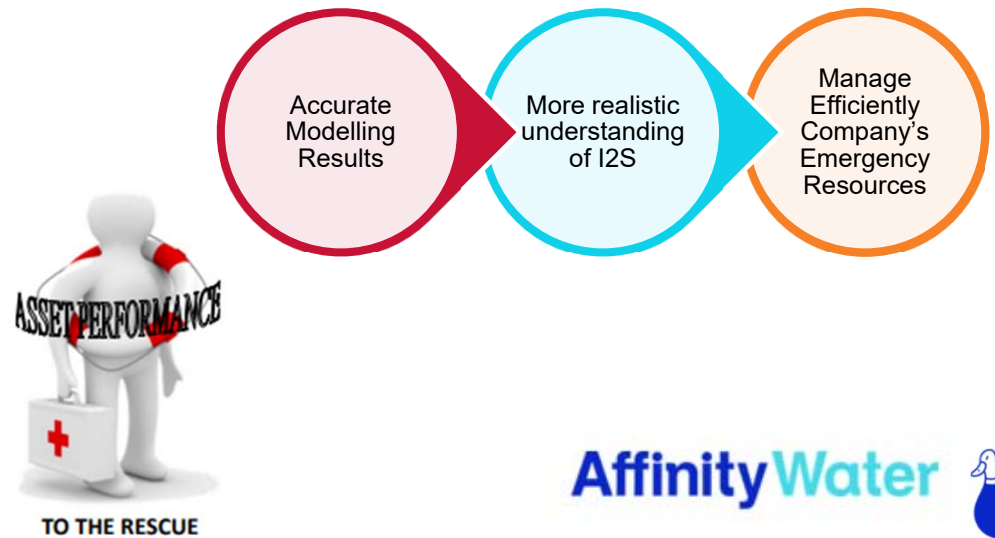 Accurate
Modelling
Results
More realistic
understanding
of I2S
Manage
Efficiently
Company’s
Emergency
Resources
ASSET PERFORMANCE
TO THE RESCUE
AffinityWater